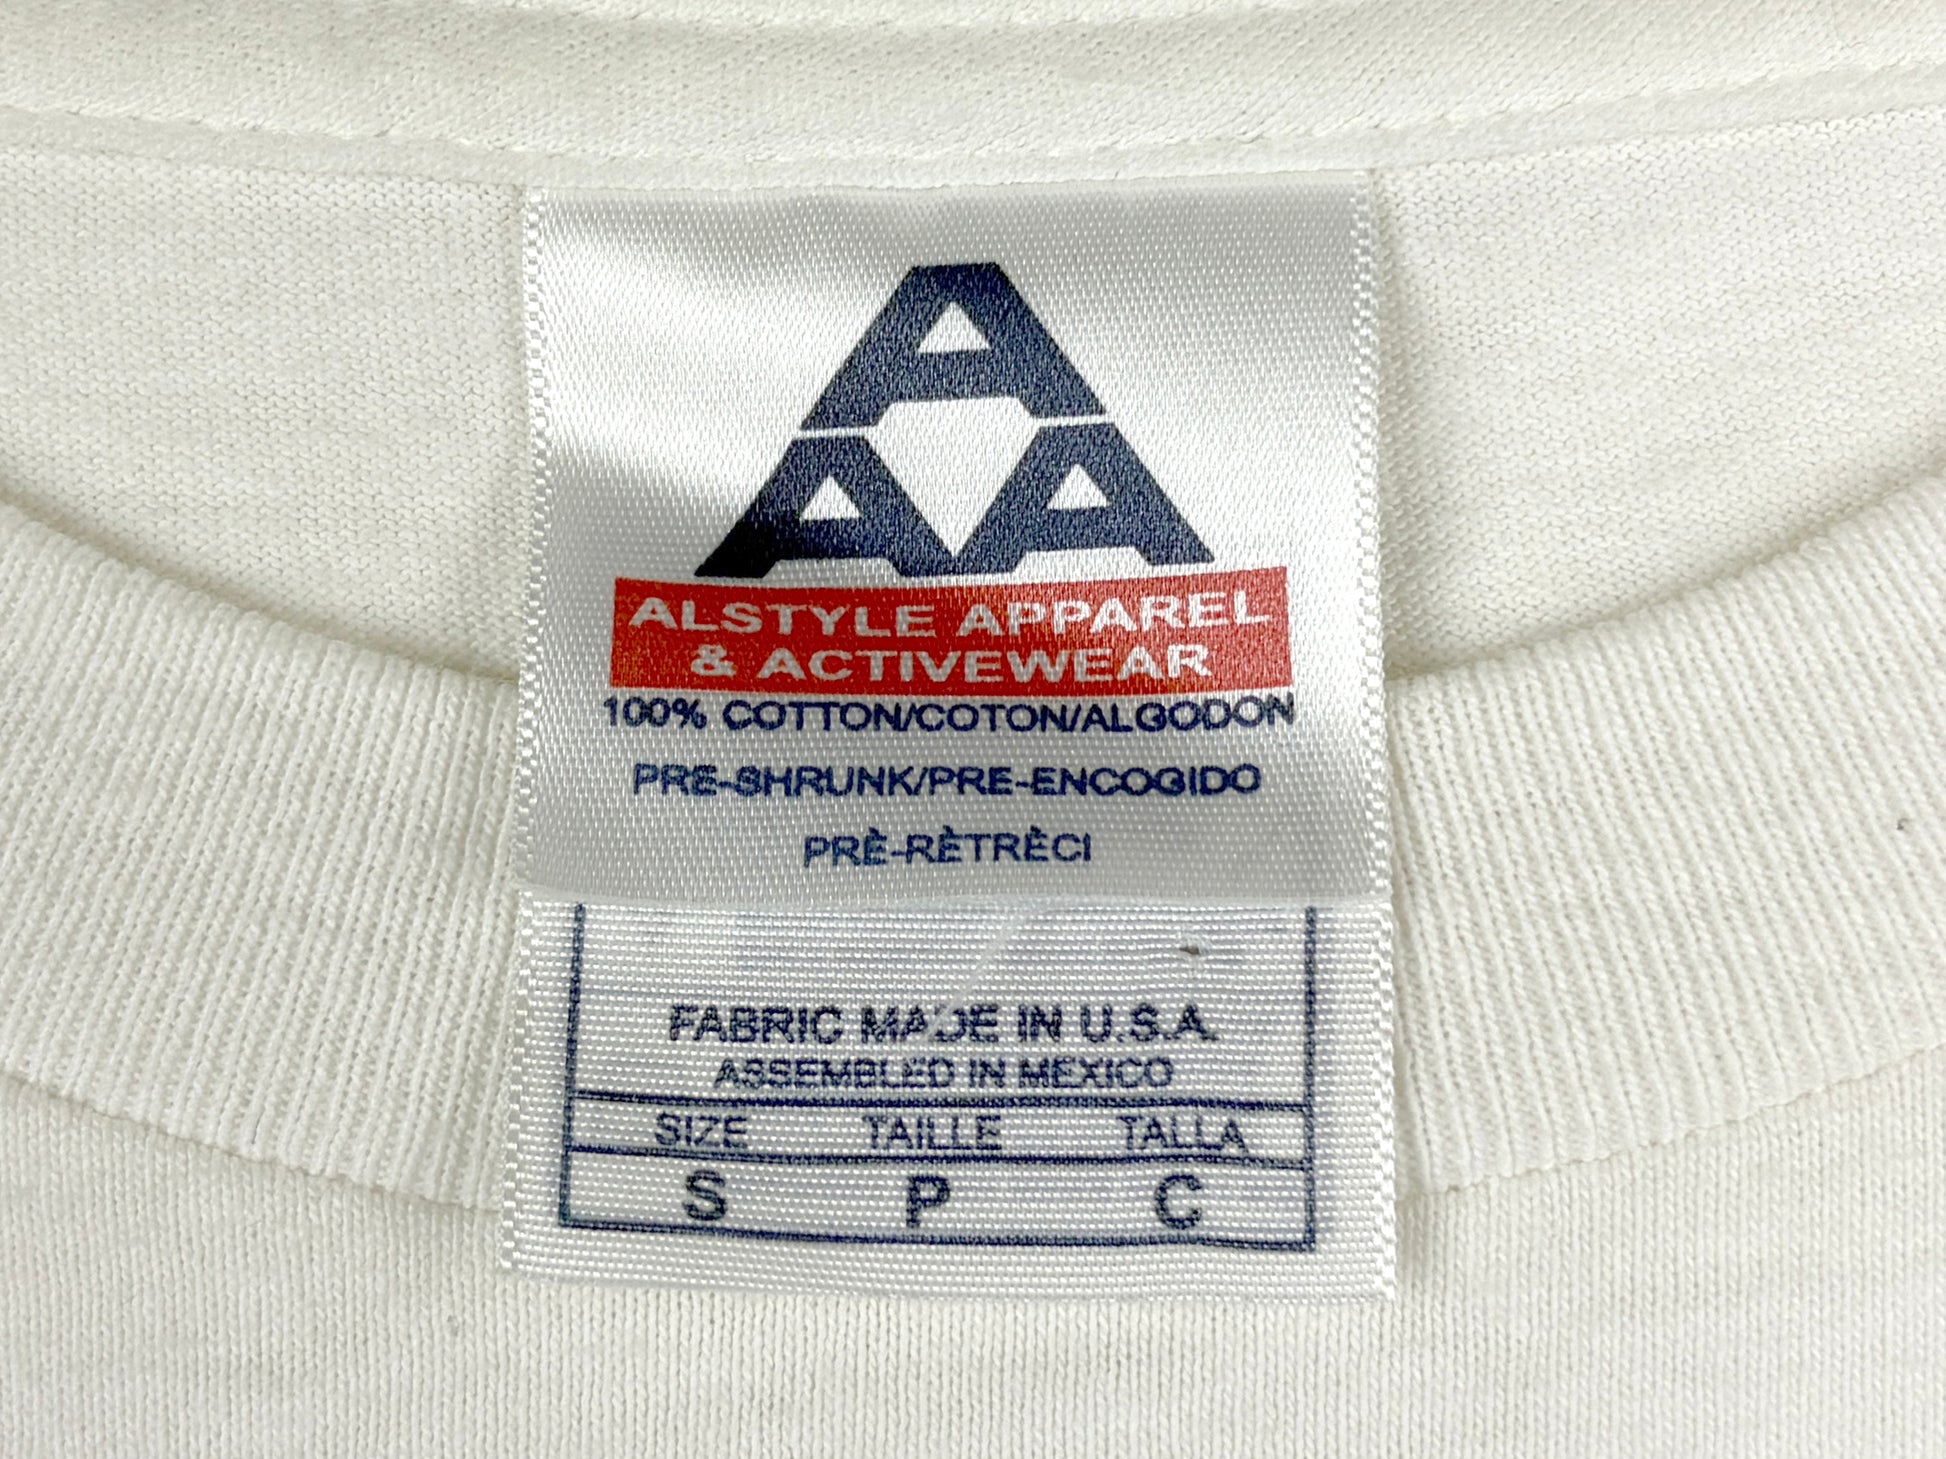 A
A A
ALSTYLE APPAREL
& ACTIVEWEAR
100% COTTON/COTON/ALGODON
PRE-SHRUNK/PRE-ENCOGIDO
PRÈ-RÈTRÈCI
FABRIC MADE IN U.S.A.
ASSEMBLED IN MEXICO
SIZE TAILLE TALLA
S P C